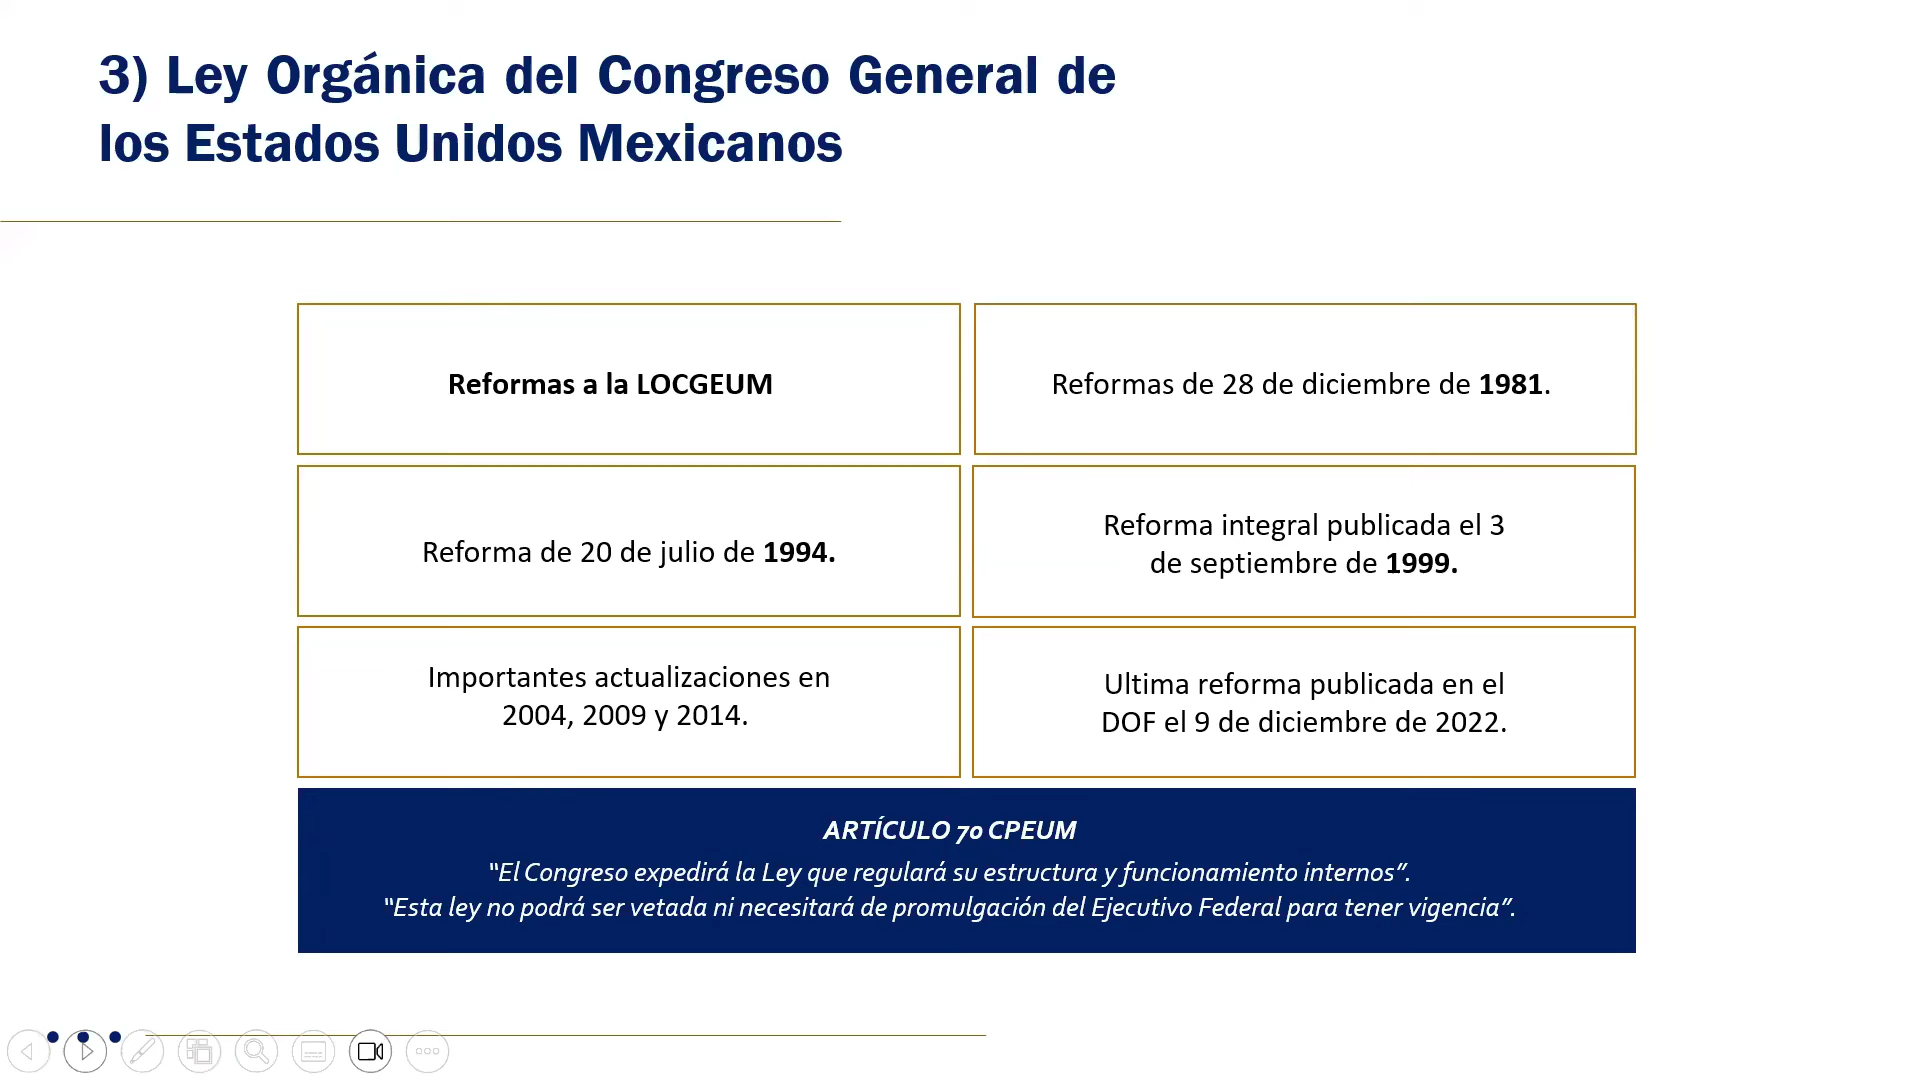 3) Ley Orgánica del Congreso General de
los Estados Unidos Mexicanos
Reformas a la LOCGEUM
Reformas de 28 de diciembre de 1981.
Reforma de 20 de julio de 1994.
Reforma integral publicada el 3
de septiembre de 1999.
Importantes actualizaciones en
2004, 2009 y 2014.
Ultima reforma publicada en el
DOF el 9 de diciembre de 2022.
ARTÍCULO 70 CPEUM
“El Congreso expedirá la Ley que regulará su estructura y funcionamiento internos”.
“Esta ley no podrá ser vetada ni necesitará de promulgación del Ejecutivo Federal para tener vigencia”.